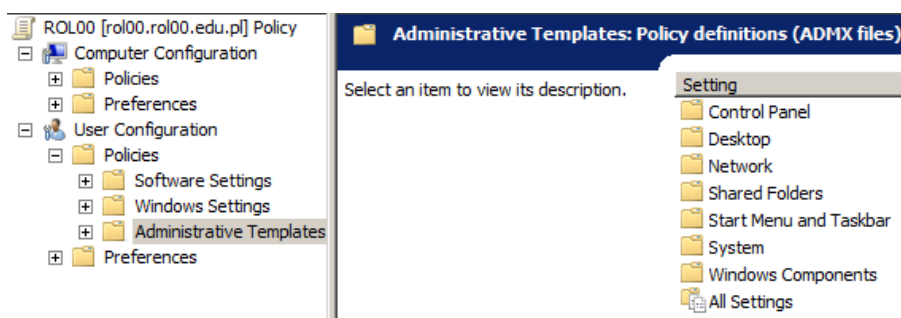 ROL00 [rol00.rol00.edu.pl] Policy
Computer Configuration
Policies
Preferences
User Configuration
Policies
Software Settings
Windows Settings
Administrative Templates
Preferences
Administrative Templates: Policy definitions (ADMX files)
Select an item to view its description.
Setting
Control Panel
Desktop
Network
Shared Folders
Start Menu and Taskbar
System
Windows Components
All Settings